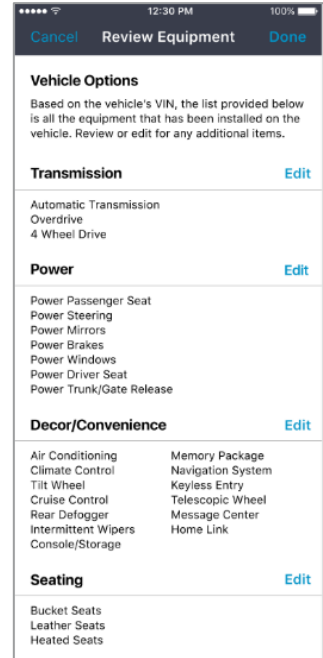 12:30 PM 100%
Cancel Review Equipment Done
Vehicle Options
Based on the vehicle's VIN, the list provided below
is all the equipment that has been installed on the
vehicle. Review or edit for any additional items.
Transmission Edit
Automatic Transmission
Overdrive
4 Wheel Drive
Power Edit
Power Passenger Seat
Power Steering
Power Mirrors
Power Brakes
Power Windows
Power Driver Seat
Power Trunk/Gate Release
Decor/Convenience Edit
Air Conditioning
Climate Control
Tilt Wheel
Cruise Control
Rear Defogger
Intermittent Wipers
Console/Storage
Memory Package
Navigation System
Keyless Entry
Telescopic Wheel
Message Center
Home Link
Seating Edit
Bucket Seats
Leather Seats
Heated Seats